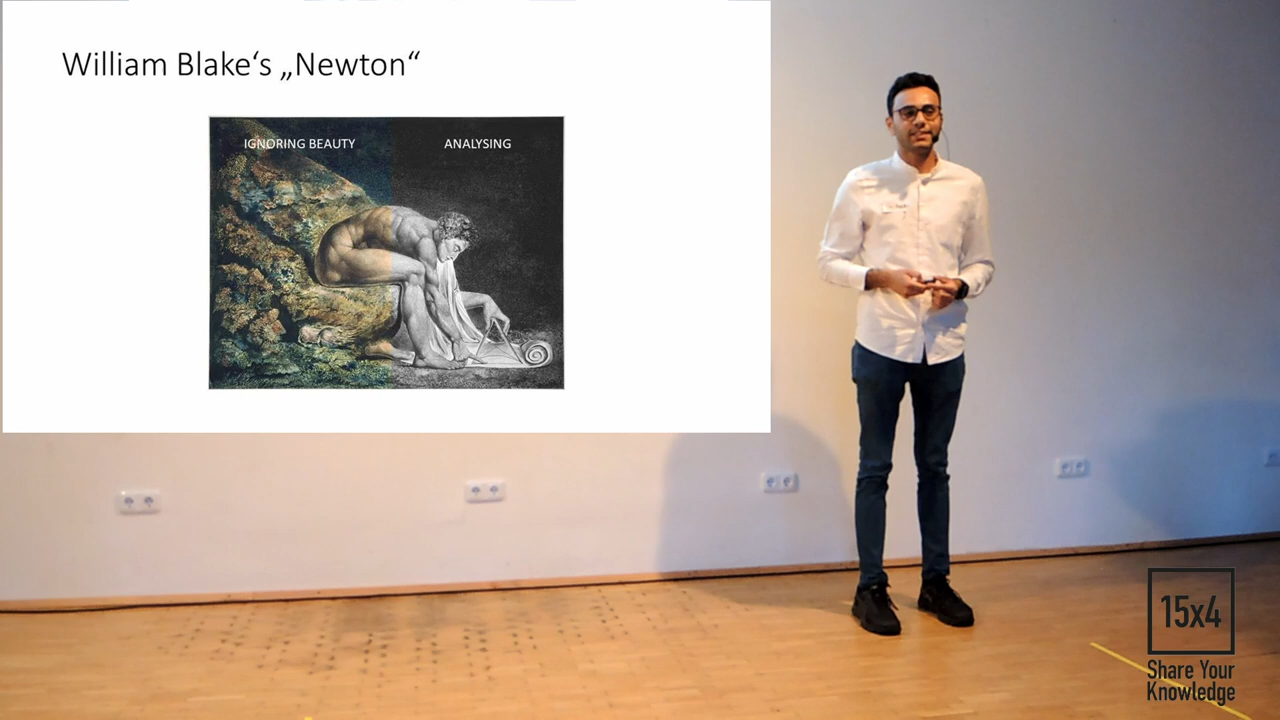 William Blake‘s „Newton“
IGNORING BEAUTY
ANALYSING
15x4
Share Your
Knowledge